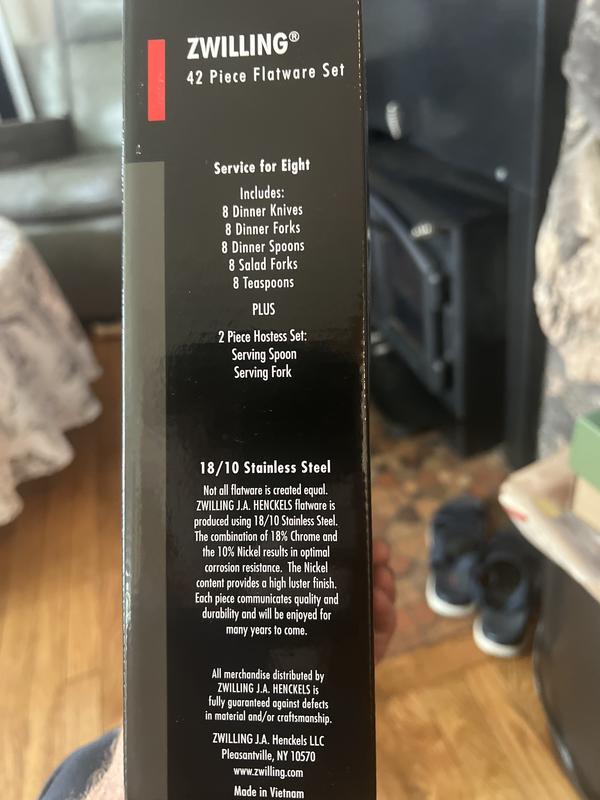 ZWILLING®
42 Piece Flatware Set
Service for Eight
Includes:
8 Dinner Knives
8 Dinner Forks
8 Dinner Spoons
8 Salad Forks
8 Teaspoons
PLUS
2 Piece Hostess Set:
Serving Spoon
Serving Fork
18/10 Stainless Steel
Not all flatware is created equal.
ZWILLING J.A. HENCKELS flatware is
produced using 18/10 Stainless Steel.
The combination of 18% Chrome and
the 10% Nickel results in optimal
corrosion resistance. The Nickel
content provides a high luster finish.
Each piece communicates quality and
durability and will be enjoyed for
many years to come.
All merchandise distributed by
ZWILLING J.A. HENCKELS is
fully guaranteed against defects
in material and/or craftsmanship.
ZWILLING J.A. Henckels LLC
Pleasantville, NY 10570
www.zwilling.com
Made in Vietnam